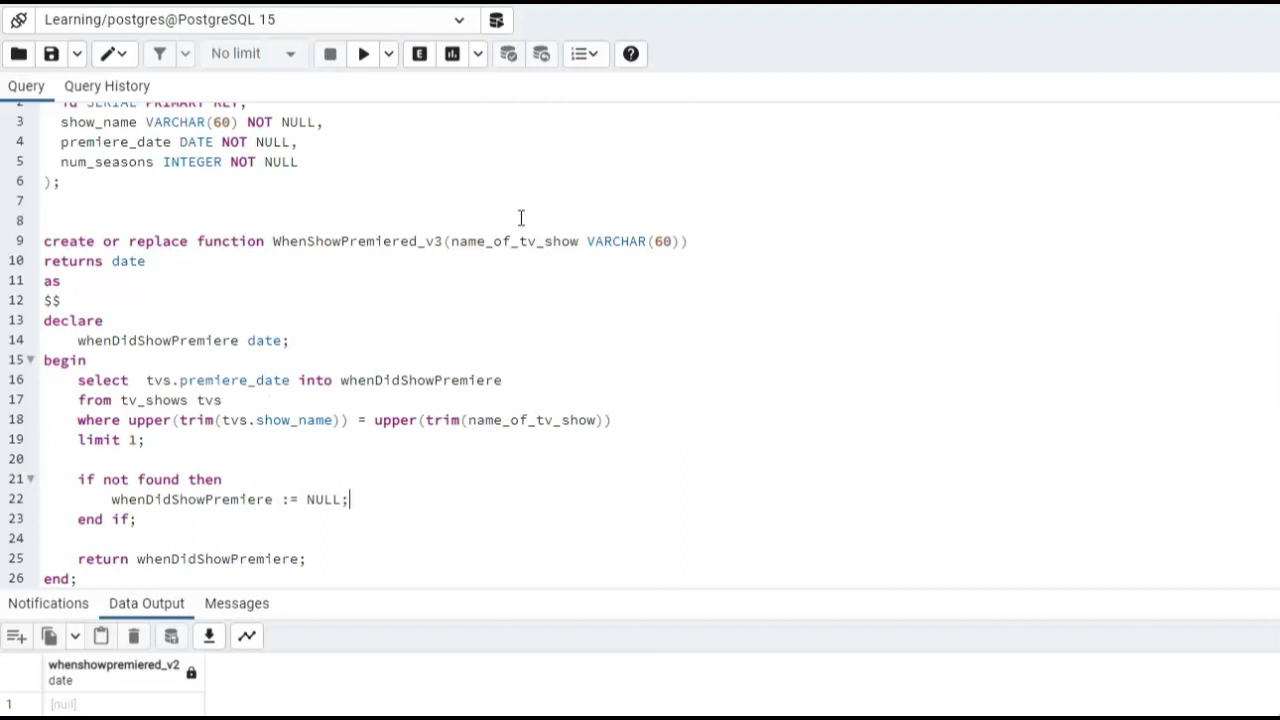 Learning/postgres@PostgreSQL 15
No limit
E
?
Query Query History
2 id SERIAL PRIMARY KEY,
3 show_name VARCHAR(60) NOT NULL,
4 premiere_date DATE NOT NULL,
5 num_seasons INTEGER NOT NULL
6 );
7
8
9 create or replace function WhenShowPremiered_v3(name_of_tv_show VARCHAR(60))
10 returns date
11 as
12 $$
13 declare
14 whenDidShowPremiere date;
15 begin
16 select tvs.premiere_date into whenDidShowPremiere
17 from tv_shows tvs
18 where upper(trim(tvs.show_name)) = upper(trim(name_of_tv_show))
19 limit 1;
20
21 if not found then
22 whenDidShowPremiere := NULL;
23 end if;
24
25 return whenDidShowPremiere;
26 end;
Notifications Data Output Messages
whenshowpremiered_v2
date
1 [null]